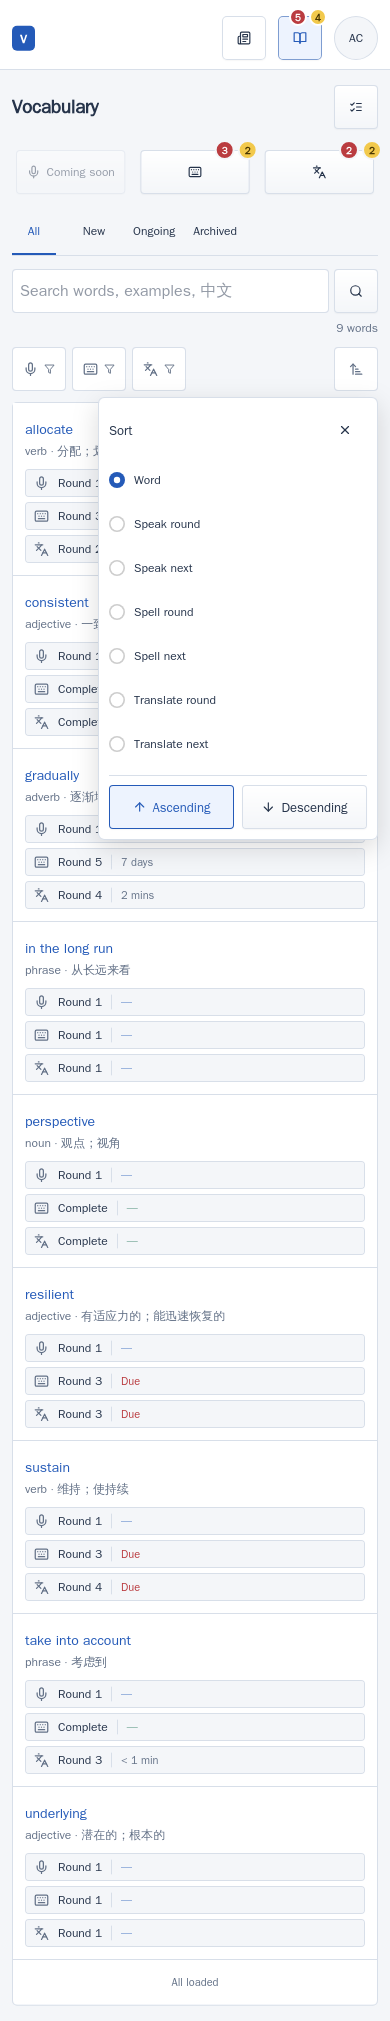 V
5
4
AC
Vocabulary
3
2
2
2
Coming soon
All New Ongoing Archived
Search words, examples, 中文
9 words
allocate
verb · 分配；
Round
Round
Round
Sort
Word
Speak round
Speak next
Spell round
Spell next
Translate round
Translate next
Ascending
Descending
consistent
adjective · 一
Round
gradually
adverb · 逐渐
Round
Round 5 7 days
Round 4 2 mins
in the long run
phrase · 从长远来看
Round 1 —
Round 1 —
Round 1 —
perspective
noun · 观点；视角
Round 1 —
Complete —
Complete —
resilient
adjective · 有适应力的；能迅速恢复的
Round 1 —
Round 3 Due
Round 3 Due
sustain
verb · 维持；使持续
Round 1 —
Round 3 Due
Round 4 Due
take into account
phrase · 考虑到
Round 1 —
Complete —
Round 3 < 1 min
underlying
adjective · 潜在的；根本的
Round 1 —
Round 1 —
Round 1 —
All loaded